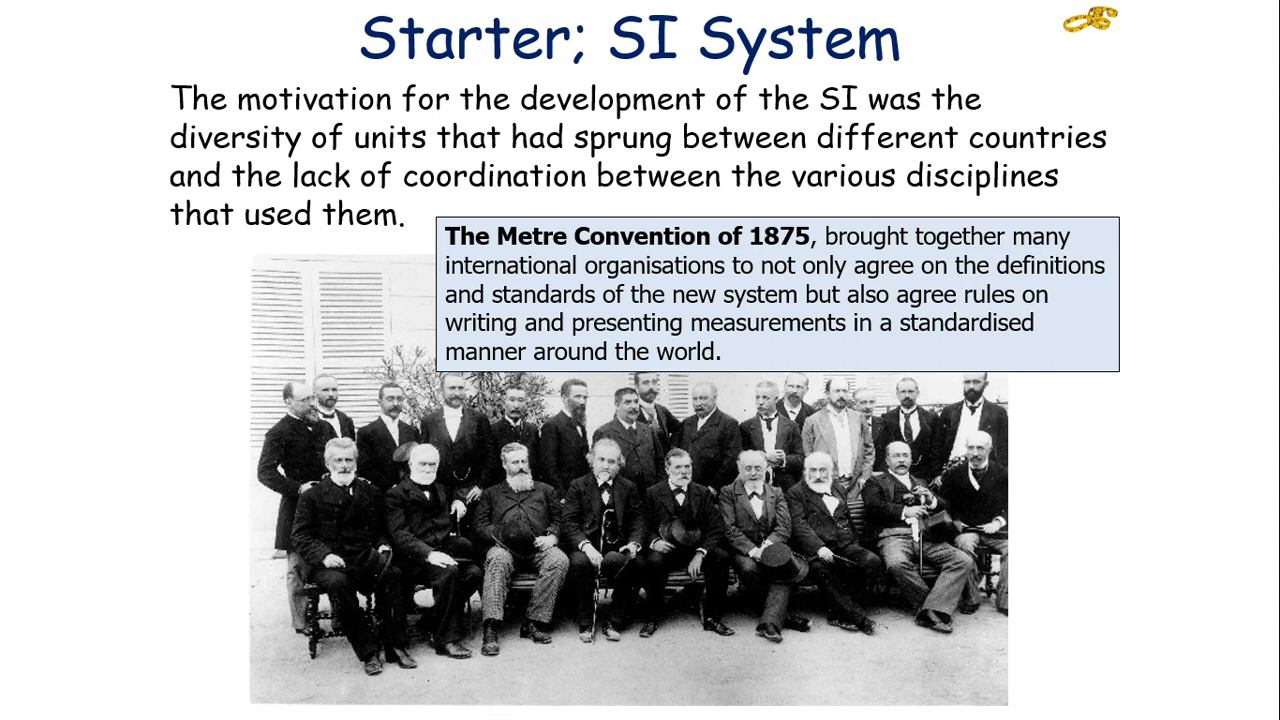 Starter; SI System
The motivation for the development of the SI was the
diversity of units that had sprung between different countries
and the lack of coordination between the various disciplines
that used them.
The Metre Convention of 1875, brought together many
international organisations to not only agree on the definitions
and standards of the new system but also agree rules on
writing and presenting measurements in a standardised
manner around the world.